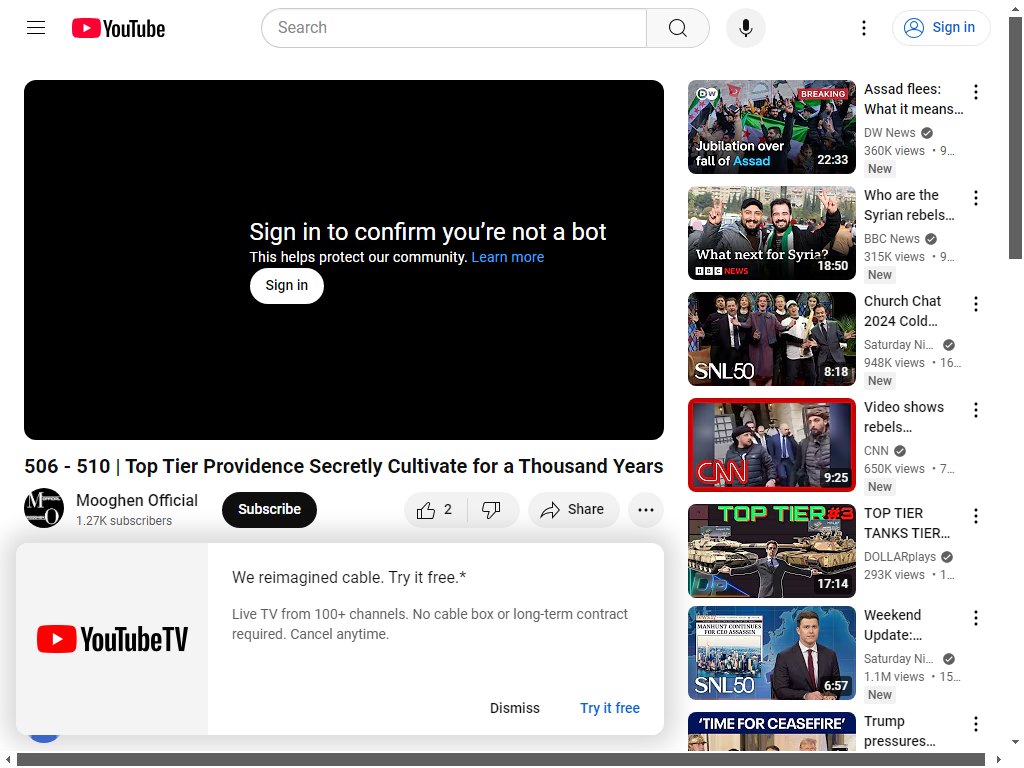 YouTube
Search
Sign in
Sign in to confirm you're not a bot
This helps protect our community. Learn more
Sign in
506 - 510 | Top Tier Providence Secretly Cultivate for a Thousand Years
Mooghen Official
1.27K subscribers
Subscribe
2
Share
YouTubeTV
We reimagined cable. Try it free.*
Live TV from 100+ channels. No cable box or long-term contract
required. Cancel anytime.
Dismiss
Try it free
DW
BREAKING
Jubilation over
fall of Assad
22:33
Assad flees:
What it means…
DW News
360K views • 9…
New
What next for Syria?
BBC NEWS
18:50
Who are the
Syrian rebels…
BBC News
315K views • 9…
New
SNL50
8:18
Church Chat
2024 Cold…
Saturday Ni…
948K views • 16…
New
CNN
9:25
Video shows
rebels…
CNN
650K views • 7…
New
TOP TIER#3
17:14
TOP TIER
TANKS TIER…
DOLLARplays
293K views • 1…
MANHUNT CONTINUES
FOR CEO ASSASSIN
SNL50
6:57
Weekend
Update:…
Saturday Ni…
1.1M views • 15…
New
'TIME FOR CEASEFIRE'
Trump
pressures…